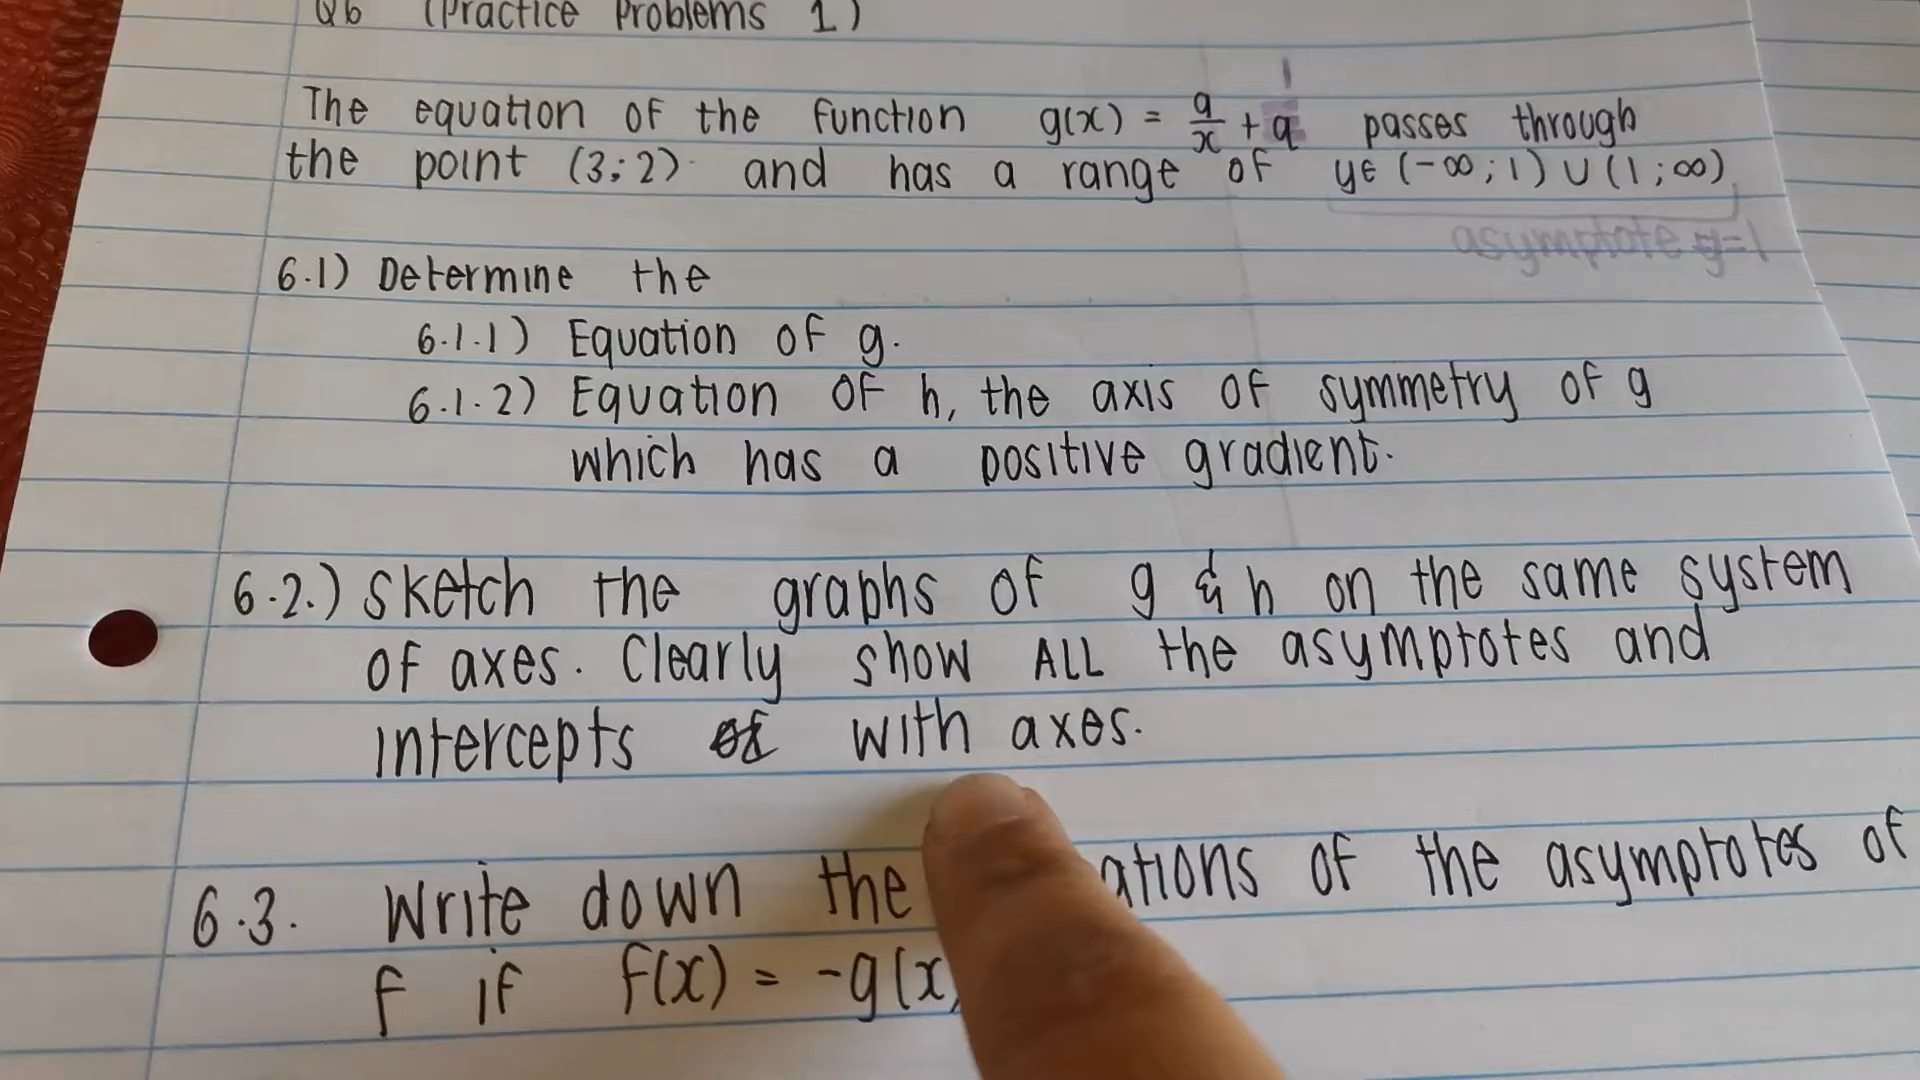 Q6 (Practice Problems 1)
1
The equation of the function g(x) = a/x + q passes through
the point (3;2) and has a range of y∈(-∞;1)∪(1;∞)
asymptote y=1
6.1) Determine the
6.1.1) Equation of g.
6.1.2) Equation OF h, the axis of symmetry of g
which has a positive gradient.
6.2.) Sketch the graphs of g & h on the same system
of axes. Clearly show ALL the asymptotes and
intercepts with axes.
6.3. Write down the ations of the asymptotes of
f if f(x) = -g(x